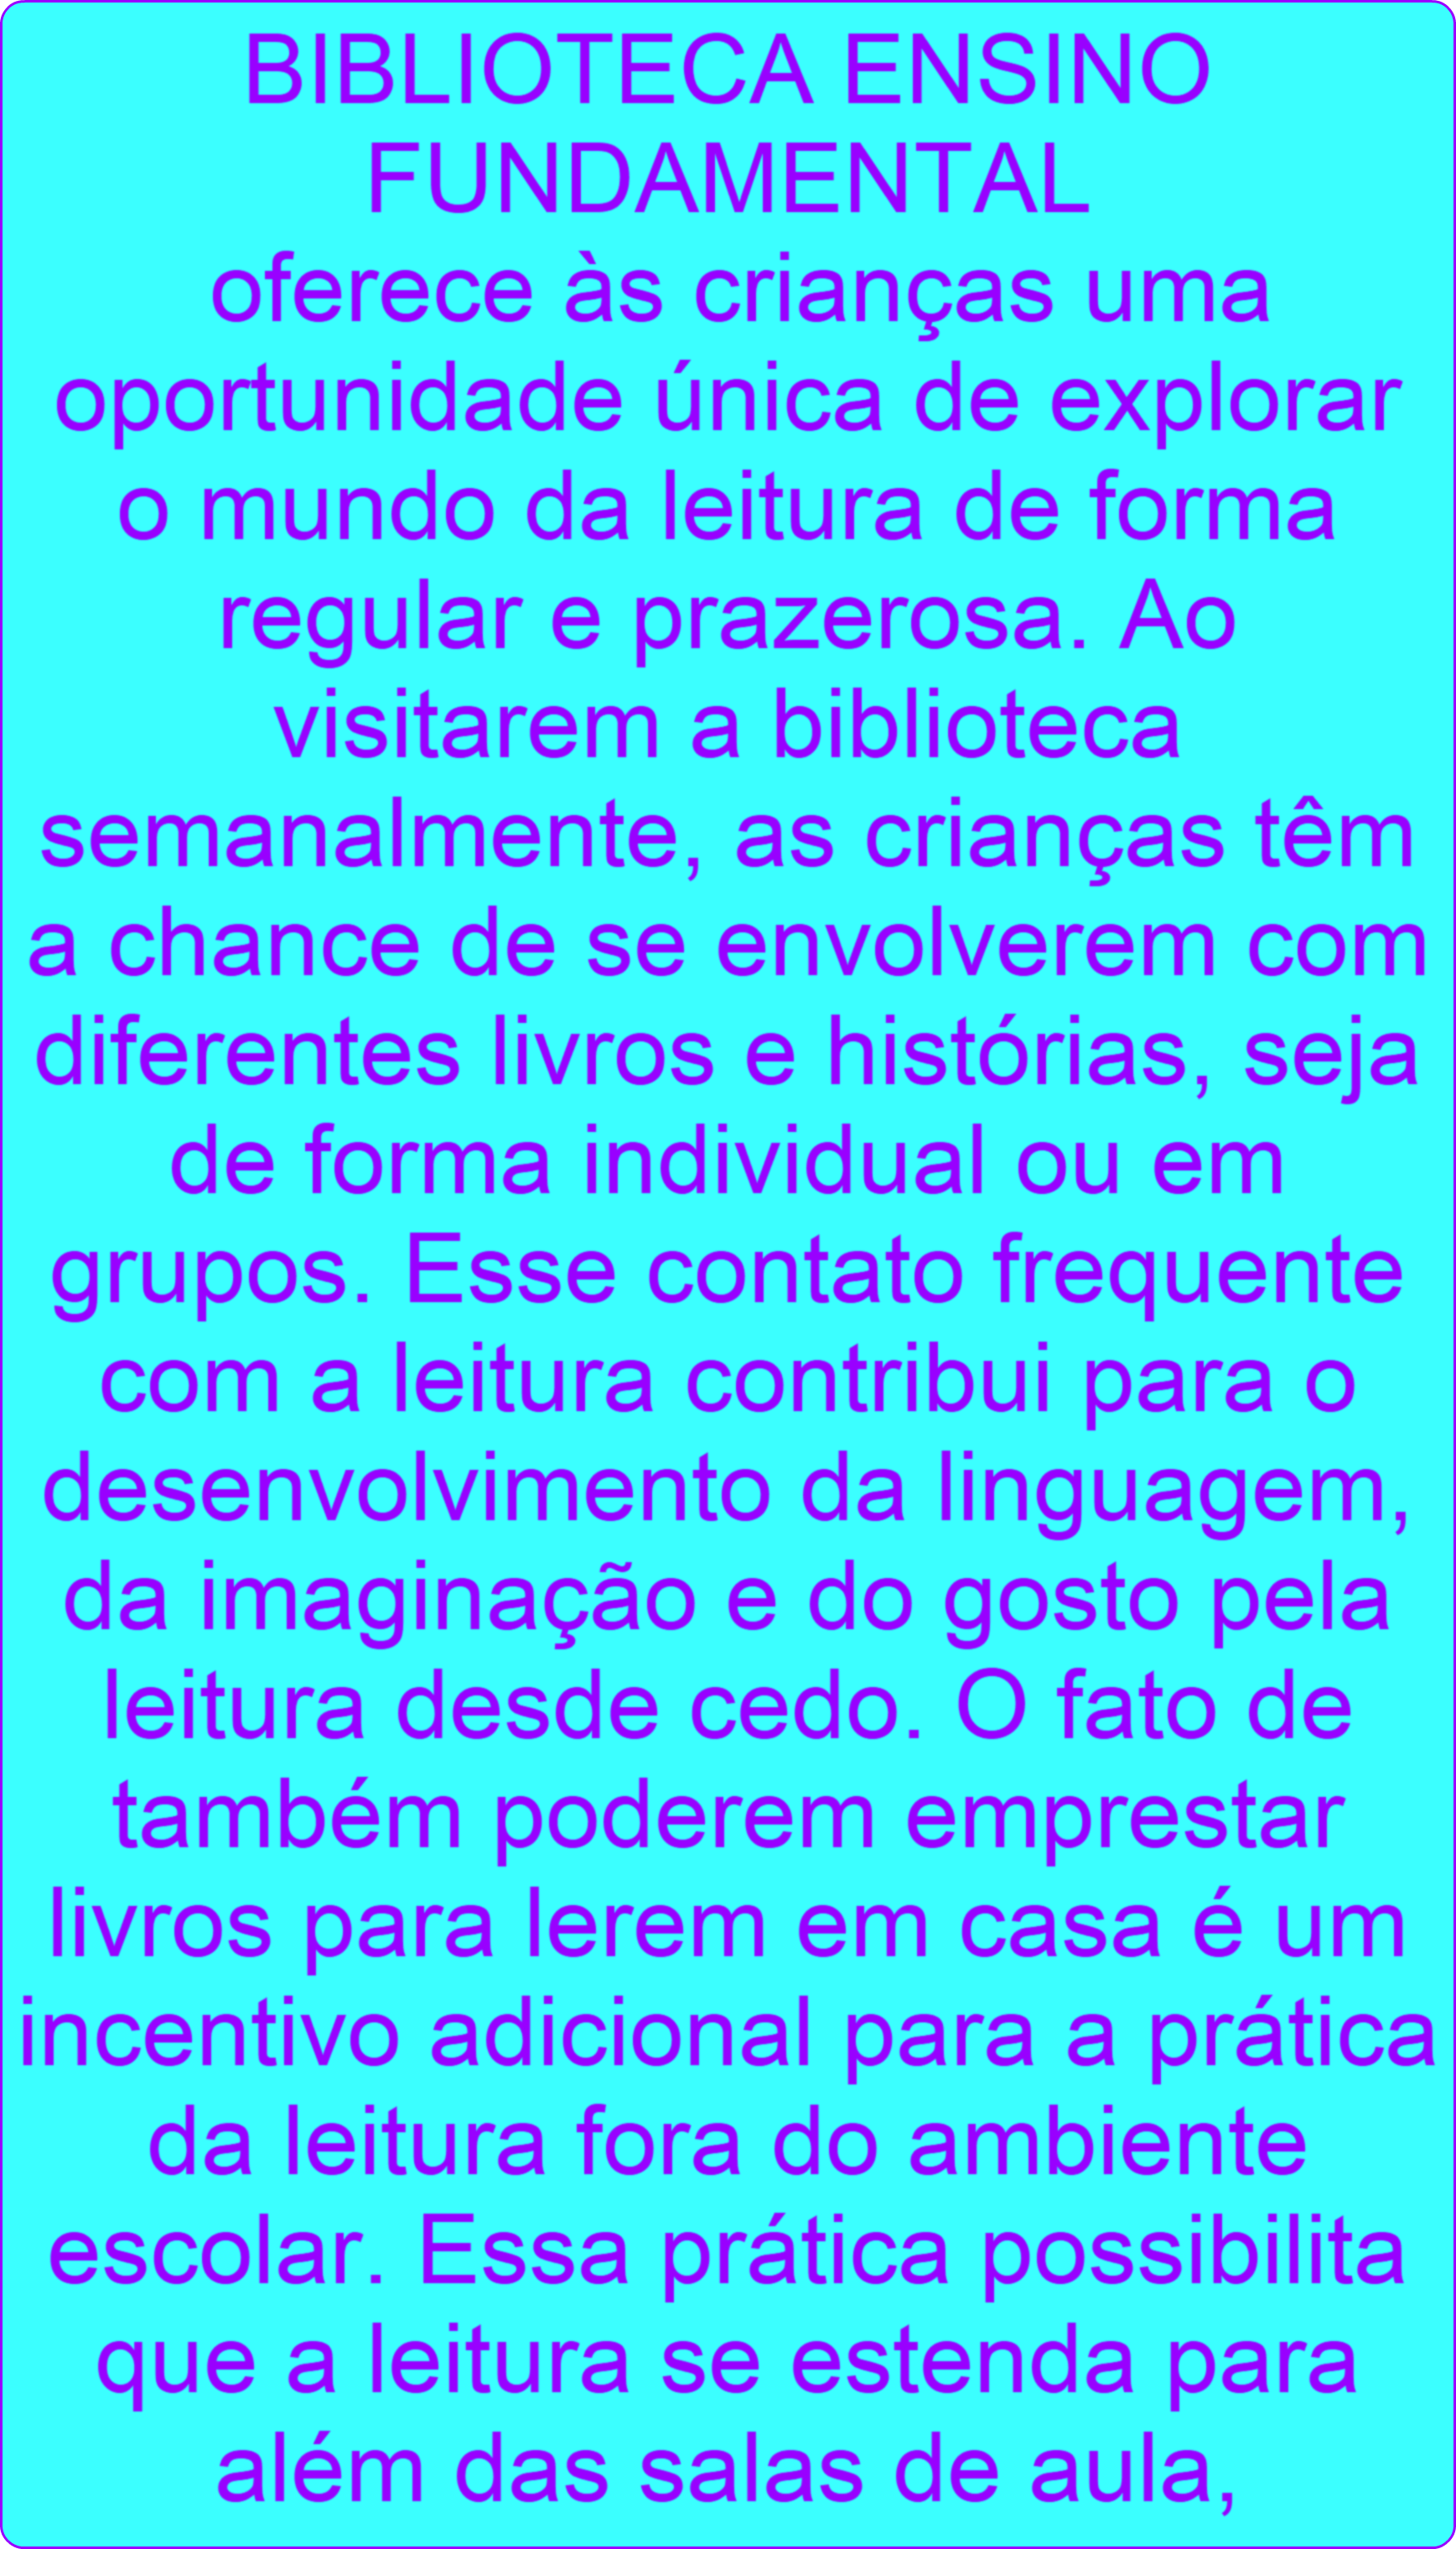 BIBLIOTECA ENSINO
FUNDAMENTAL
oferece às crianças uma
oportunidade única de explorar
o mundo da leitura de forma
regular e prazerosa. Ao
visitarem a biblioteca
semanalmente, as crianças têm
a chance de se envolverem com
diferentes livros e histórias, seja
de forma individual ou em
grupos. Esse contato frequente
com a leitura contribui para o
desenvolvimento da linguagem,
da imaginação e do gosto pela
leitura desde cedo. O fato de
também poderem emprestar
livros para lerem em casa é um
incentivo adicional para a prática
da leitura fora do ambiente
escolar. Essa prática possibilita
que a leitura se estenda para
além das salas de aula,